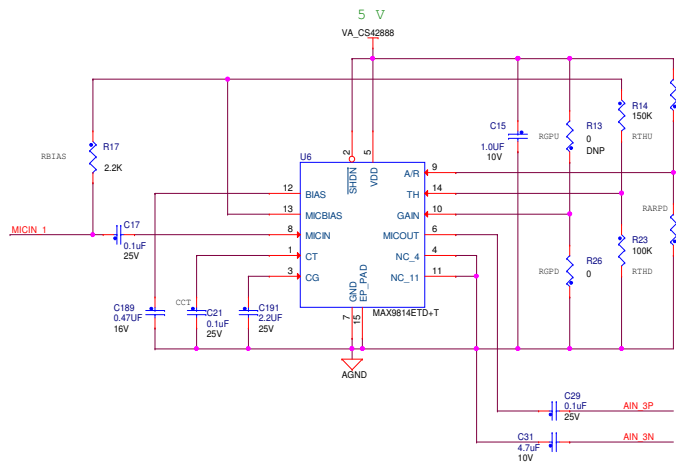 5 V
VA_CS42888
R17
RBIAS
2.2K
C15
1.0UF
10V
RGPU
R13
0
DNP
R14
150K
RTHU
U6
2
5
SHDN
VDD
A/R
9
12
BIAS
TH
14
RARPD
13
MICBIAS
GAIN
10
MICIN_1
C17
0.1uF
25V
8
MICIN
MICOUT
6
1
CT
NC_4
4
3
CG
NC_11
11
R26
0
RGPD
R23
100K
RTHD
GND
EP_PAD
7
15
MAX9814ETD+T
C189
0.47UF
16V
CCT
C21
0.1uF
25V
C191
2.2UF
25V
AGND
C29
0.1uF
25V
AIN_3P
C31
4.7uF
10V
AIN_3N